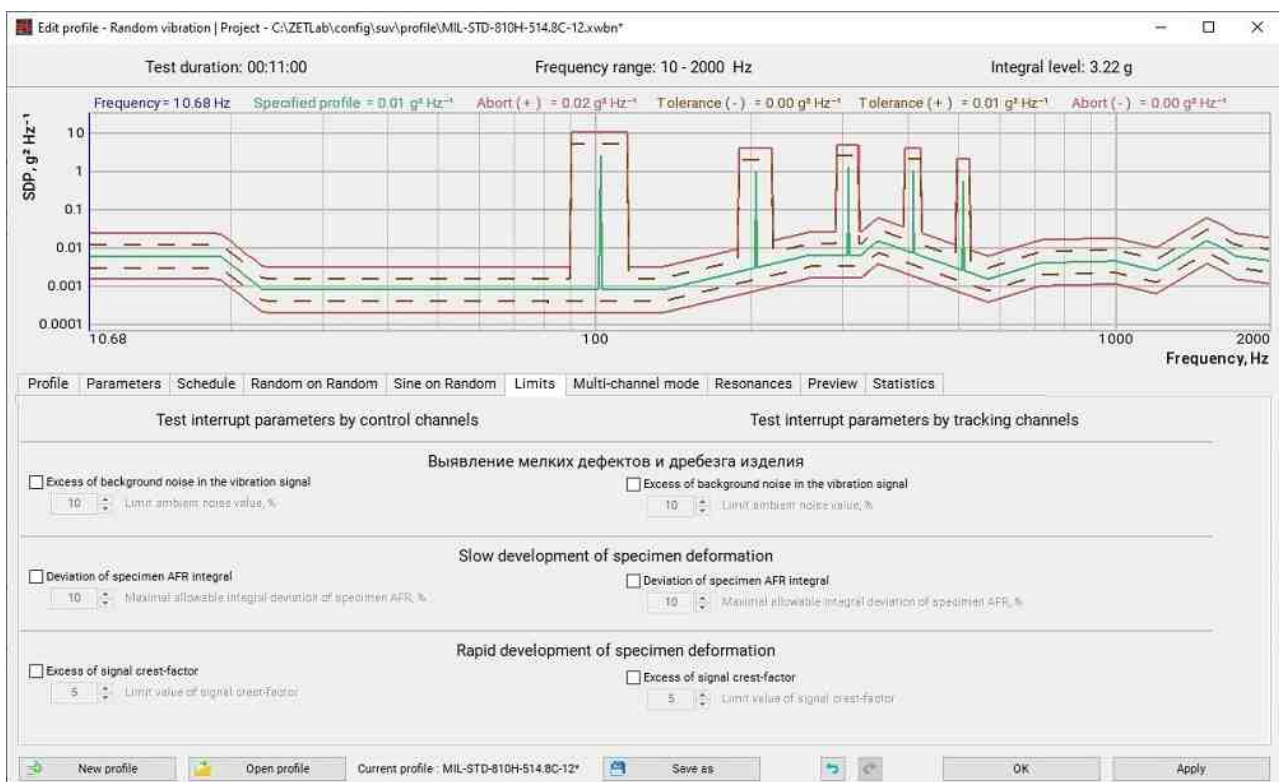 Edit profile - Random vibration | Project - C:\ZETLab\config\suv\profile\MIL-STD-810H-514.8C-12.xwbn*
Test duration: 00:11:00 Frequency range: 10 - 2000 Hz Integral level: 3.22 g
Frequency = 10.68 Hz Specified profile = 0.01 g² Hz⁻¹ Abort ( + ) = 0.02 g² Hz⁻¹ Tolerance ( - ) = 0.00 g² Hz⁻¹ Tolerance ( + ) = 0.01 g² Hz⁻¹ Abort ( - ) = 0.00 g² Hz⁻¹
SDP, g² Hz⁻¹
10
1
0.1
0.01
0.001
0.0001
10.68 100 1000 2000
Frequency, Hz
Profile Parameters Schedule Random on Random Sine on Random Limits Multi-channel mode Resonances Preview Statistics
Test interrupt parameters by control channels Test interrupt parameters by tracking channels
Выявление мелких дефектов и дребезга изделия
Excess of background noise in the vibration signal Excess of background noise in the vibration signal
10 Limit ambient noise value, % 10 Limit ambient noise value, %
Slow development of specimen deformation
Deviation of specimen AFR integral Deviation of specimen AFR integral
10 Maximal allowable integral deviation of specimen AFR, % 10 Maximal allowable integral deviation of specimen AFR, %
Rapid development of specimen deformation
Excess of signal crest-factor Excess of signal crest-factor
5 Limit value of signal crest-factor 5 Limit value of signal crest-factor
New profile Open profile Current profile : MIL-STD-810H-514.8C-12* Save as OK Apply